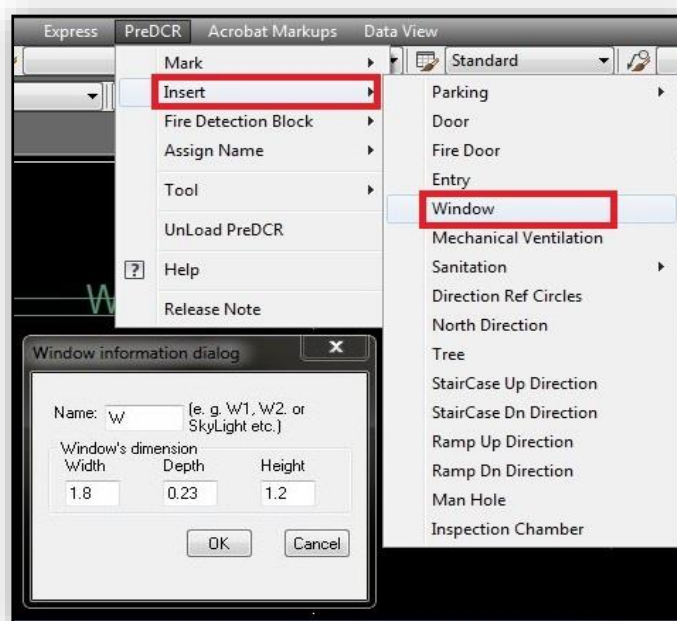 Express PreDCR Acrobat Markups Data View
Standard
Mark
Insert
Fire Detection Block
Assign Name
Tool
UnLoad PreDCR
? Help
Release Note
Parking
Door
Fire Door
Entry
Window
Mechanical Ventilation
Sanitation
Direction Ref Circles
North Direction
Tree
StairCase Up Direction
StairCase Dn Direction
Ramp Up Direction
Ramp Dn Direction
Man Hole
Inspection Chamber
W
Window information dialog x
Name: W (e. g. W1, W2. or
SkyLight etc.)
Window's dimension
Width Depth Height
1.8 0.23 1.2
OK Cancel